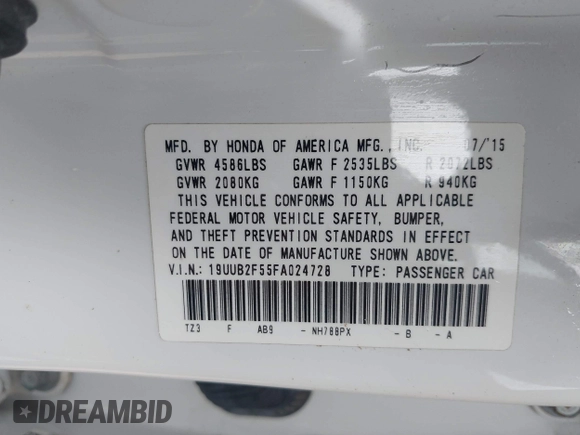 MFD. BY HONDA OF AMERICA MFG., INC. 07/'15
GVWR 4586LBS GAWR F 2535LBS R 2072LBS
GVWR 2080KG GAWR F 1150KG R 940KG
THIS VEHICLE CONFORMS TO ALL APPLICABLE
FEDERAL MOTOR VEHICLE SAFETY, BUMPER,
AND THEFT PREVENTION STANDARDS IN EFFECT
ON THE DATE OF MANUFACTURE SHOWN ABOVE.
V.I.N.: 19UUB2F55FA024728 TYPE: PASSENGER CAR
TZ3 F AB9 - NH788PX - B - A
DREAMBID